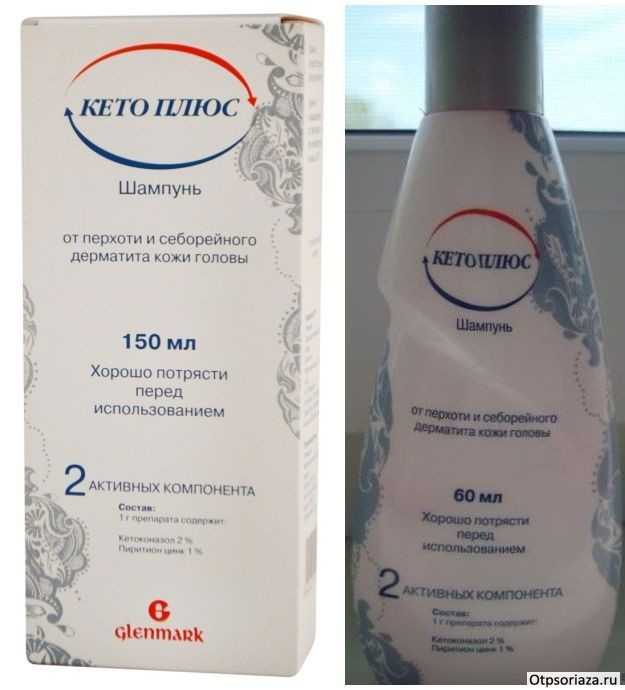 КЕТО ПЛЮС
Шампунь
от перхоти и себорейного
дерматита кожи головы
150 мл
Хорошо потрясти
перед
использованием
2 АКТИВНЫХ КОМПОНЕНТА
Состав:
1 г препарата содержит:
Кетоконазол 2 %
Пиритион цинк 1 %
Glenmark
КЕТО ПЛЮС
Шампунь
от перхоти и себорейного
дерматита кожи головы
60 мл
Хорошо потрясти
перед
использованием
2 АКТИВНЫХ КОМПОНЕНТА
Состав:
1 г препарата содержит:
Кетоконазол 2 %
Пиритион цинк 1 %
Otpsoriaza.ru